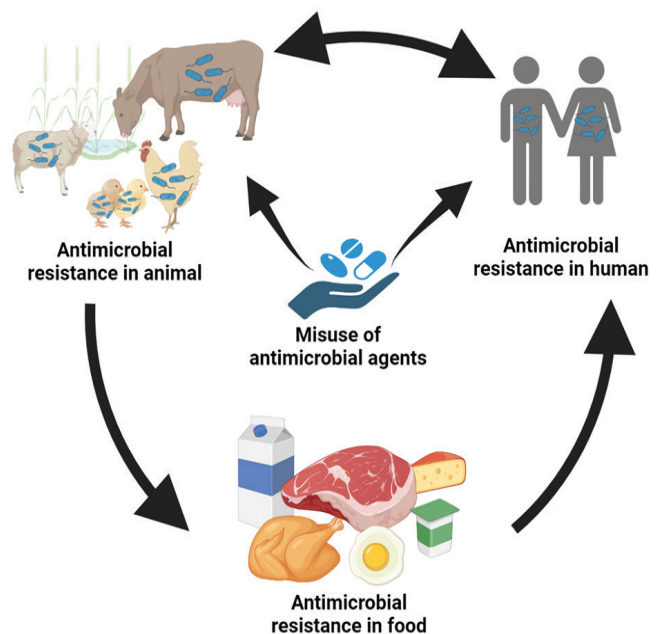 Antimicrobial
resistance in animal
Antimicrobial
resistance in human
Misuse of
antimicrobial agents
Antimicrobial
resistance in food